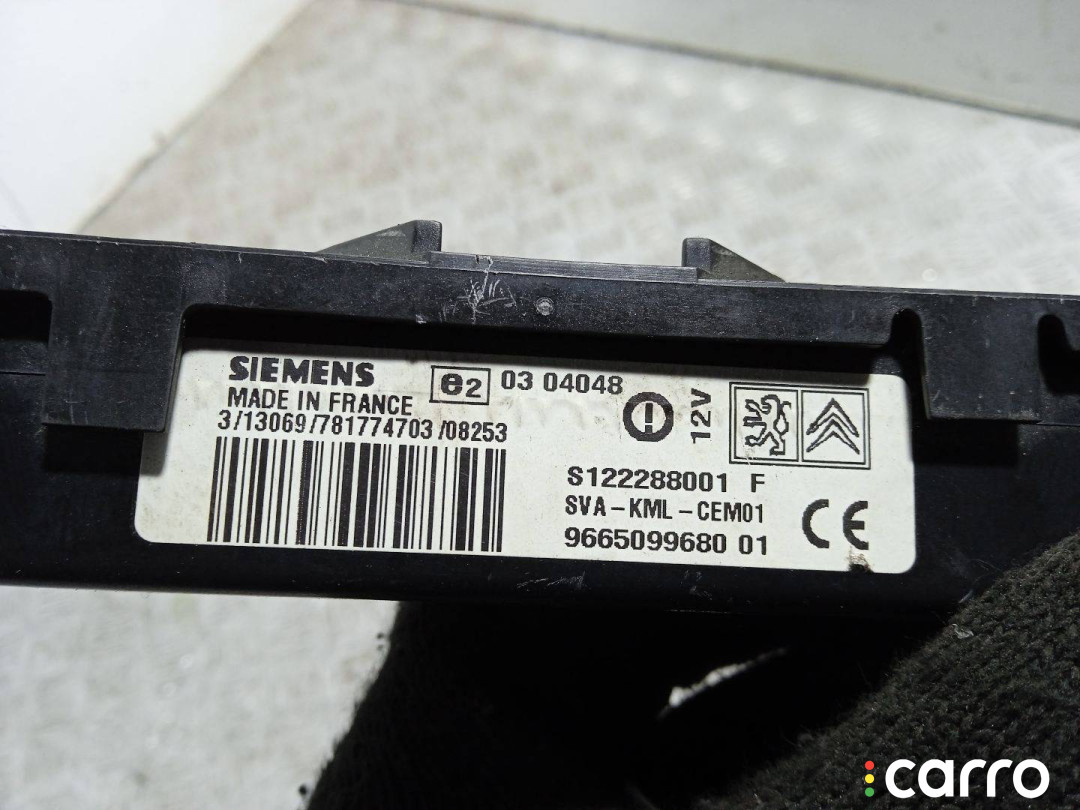 SIEMENS
e2 03 04048
MADE IN FRANCE
3/13069/781774703/08253
12V
S122288001 F
SVA-KML-CEM01
9665099680 01
CE
carro